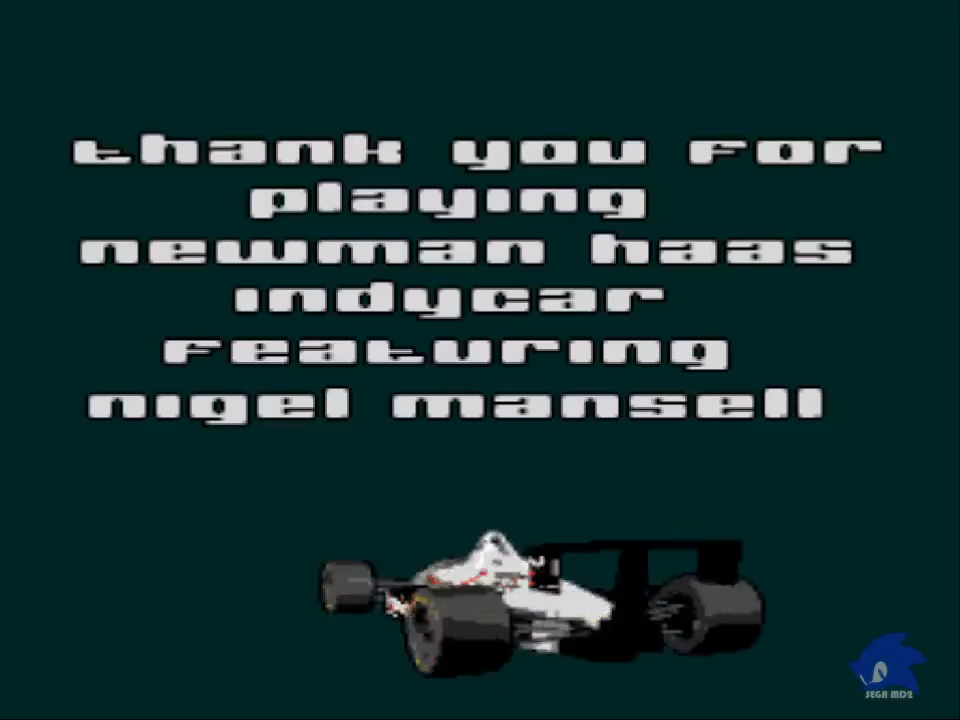 thank you for
playing
newman haas
indycar
featuring
nigel mansell
SEGA MD2